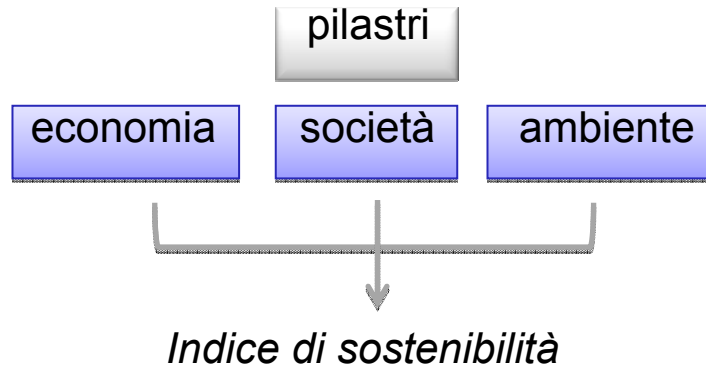 pilastri
economia
società
ambiente
Indice di sostenibilità